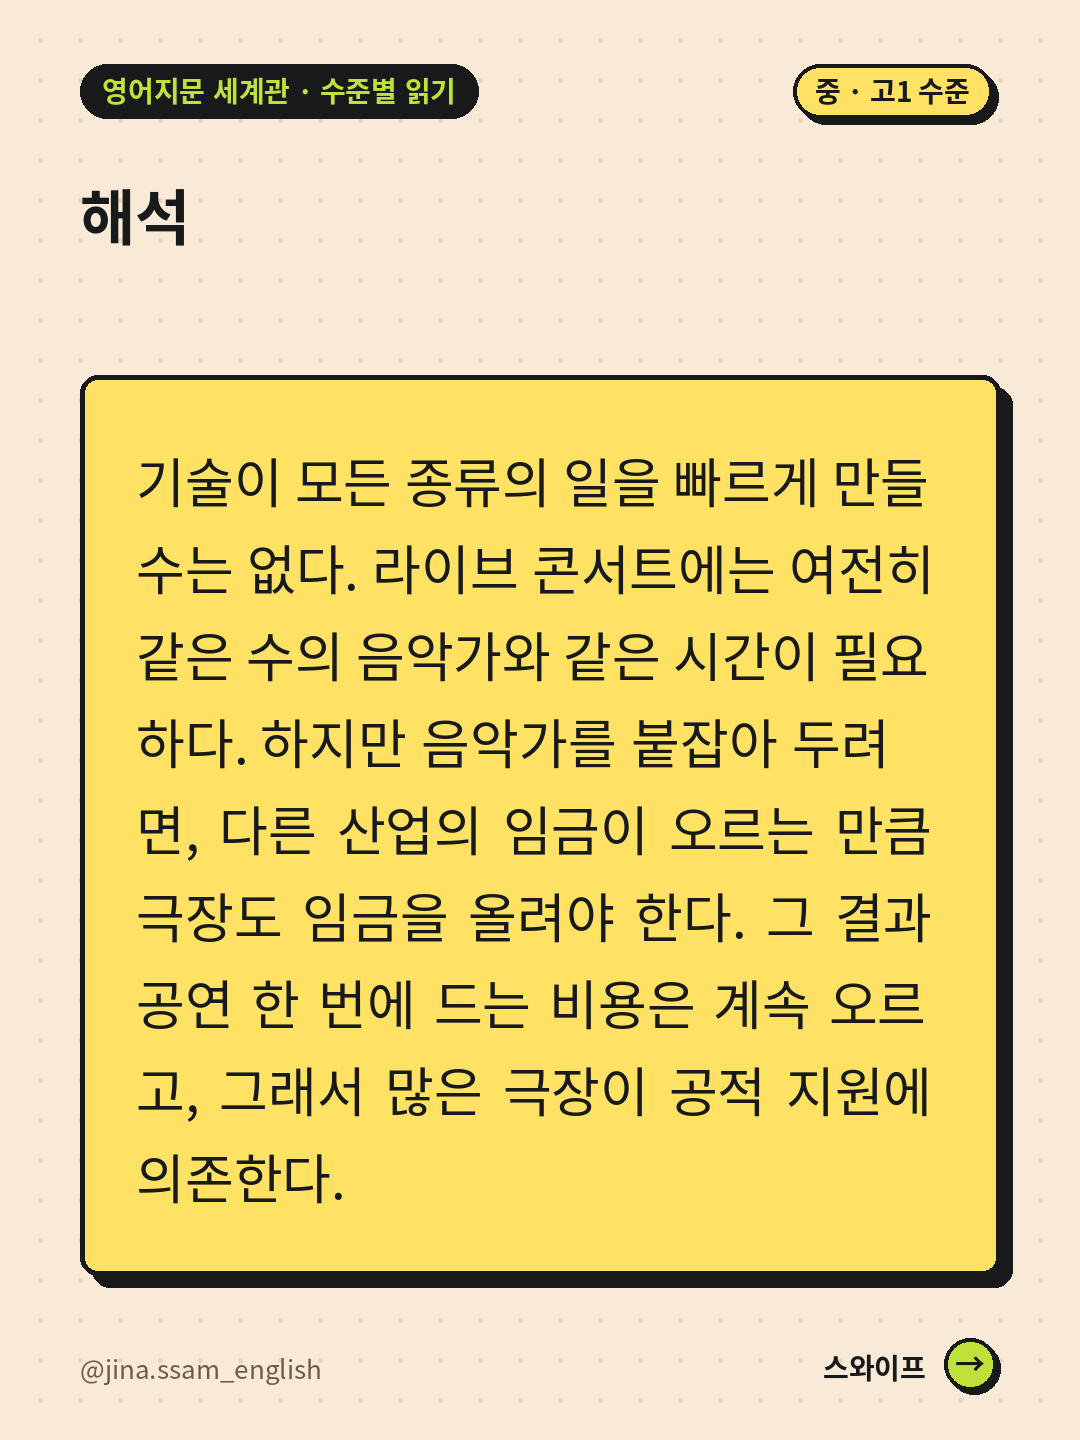 영어지문 세계관 · 수준별 읽기
중 · 고1 수준
해석
기술이 모든 종류의 일을 빠르게 만들
수는 없다. 라이브 콘서트에는 여전히
같은 수의 음악가와 같은 시간이 필요
하다. 하지만 음악가를 붙잡아 두려
면, 다른 산업의 임금이 오르는 만큼
극장도 임금을 올려야 한다. 그 결과
공연 한 번에 드는 비용은 계속 오르
고, 그래서 많은 극장이 공적 지원에
의존한다.
@jina.ssam_english
스와이프 →